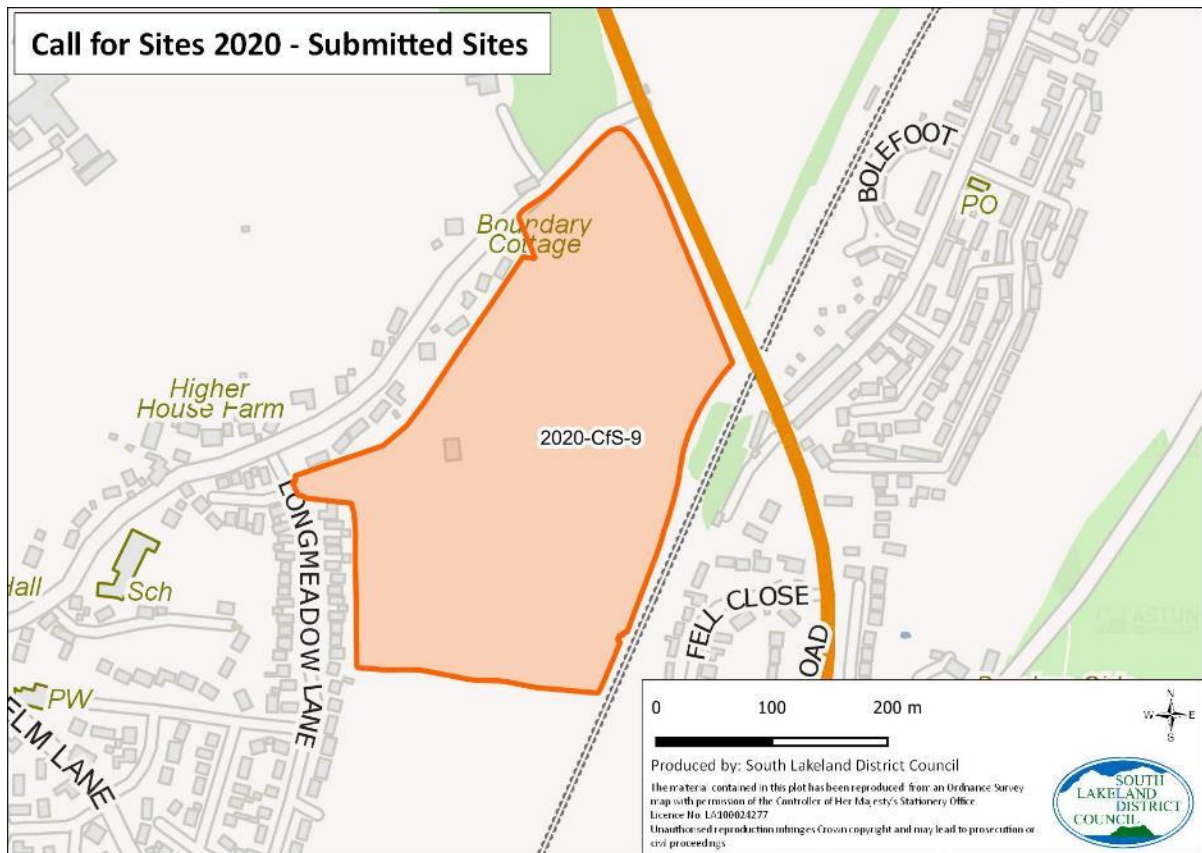 Call for Sites 2020 - Submitted Sites
BOLEFOOT
PO
Boundary
Cottage
Higher
House Farm
2020-CfS-9
LONGMEADOW LANE
Hall
Sch
FELL CLOSE
OAD
PW
ELM LANE
0 100 200 m
N
W E
S
Produced by: South Lakeland District Council
The material contained in this plot has been reproduced from an Ordnance Survey
map with permission of the Controller of Her Majesty's Stationery Office.
Licence No. LA100024277
Unauthorised reproduction infringes Crown copyright and may lead to prosecution or
civil proceedings
SOUTH
LAKELAND
DISTRICT
COUNCIL